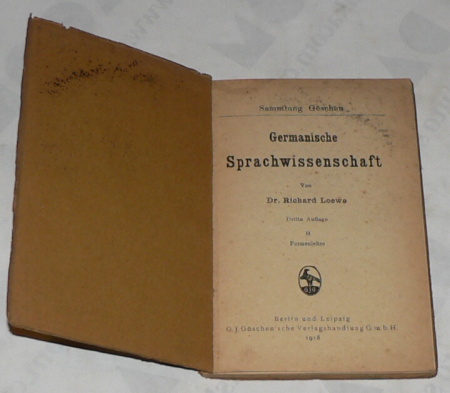 Sammlung Göschen
Germanische
Sprachwissenschaft
Von
Dr. Richard Loewe
Dritte Auflage
II
Formenlehre
GJG
Berlin und Leipzig
G. J. Göschen'sche Verlagshandlung G. m. b. H.
1918